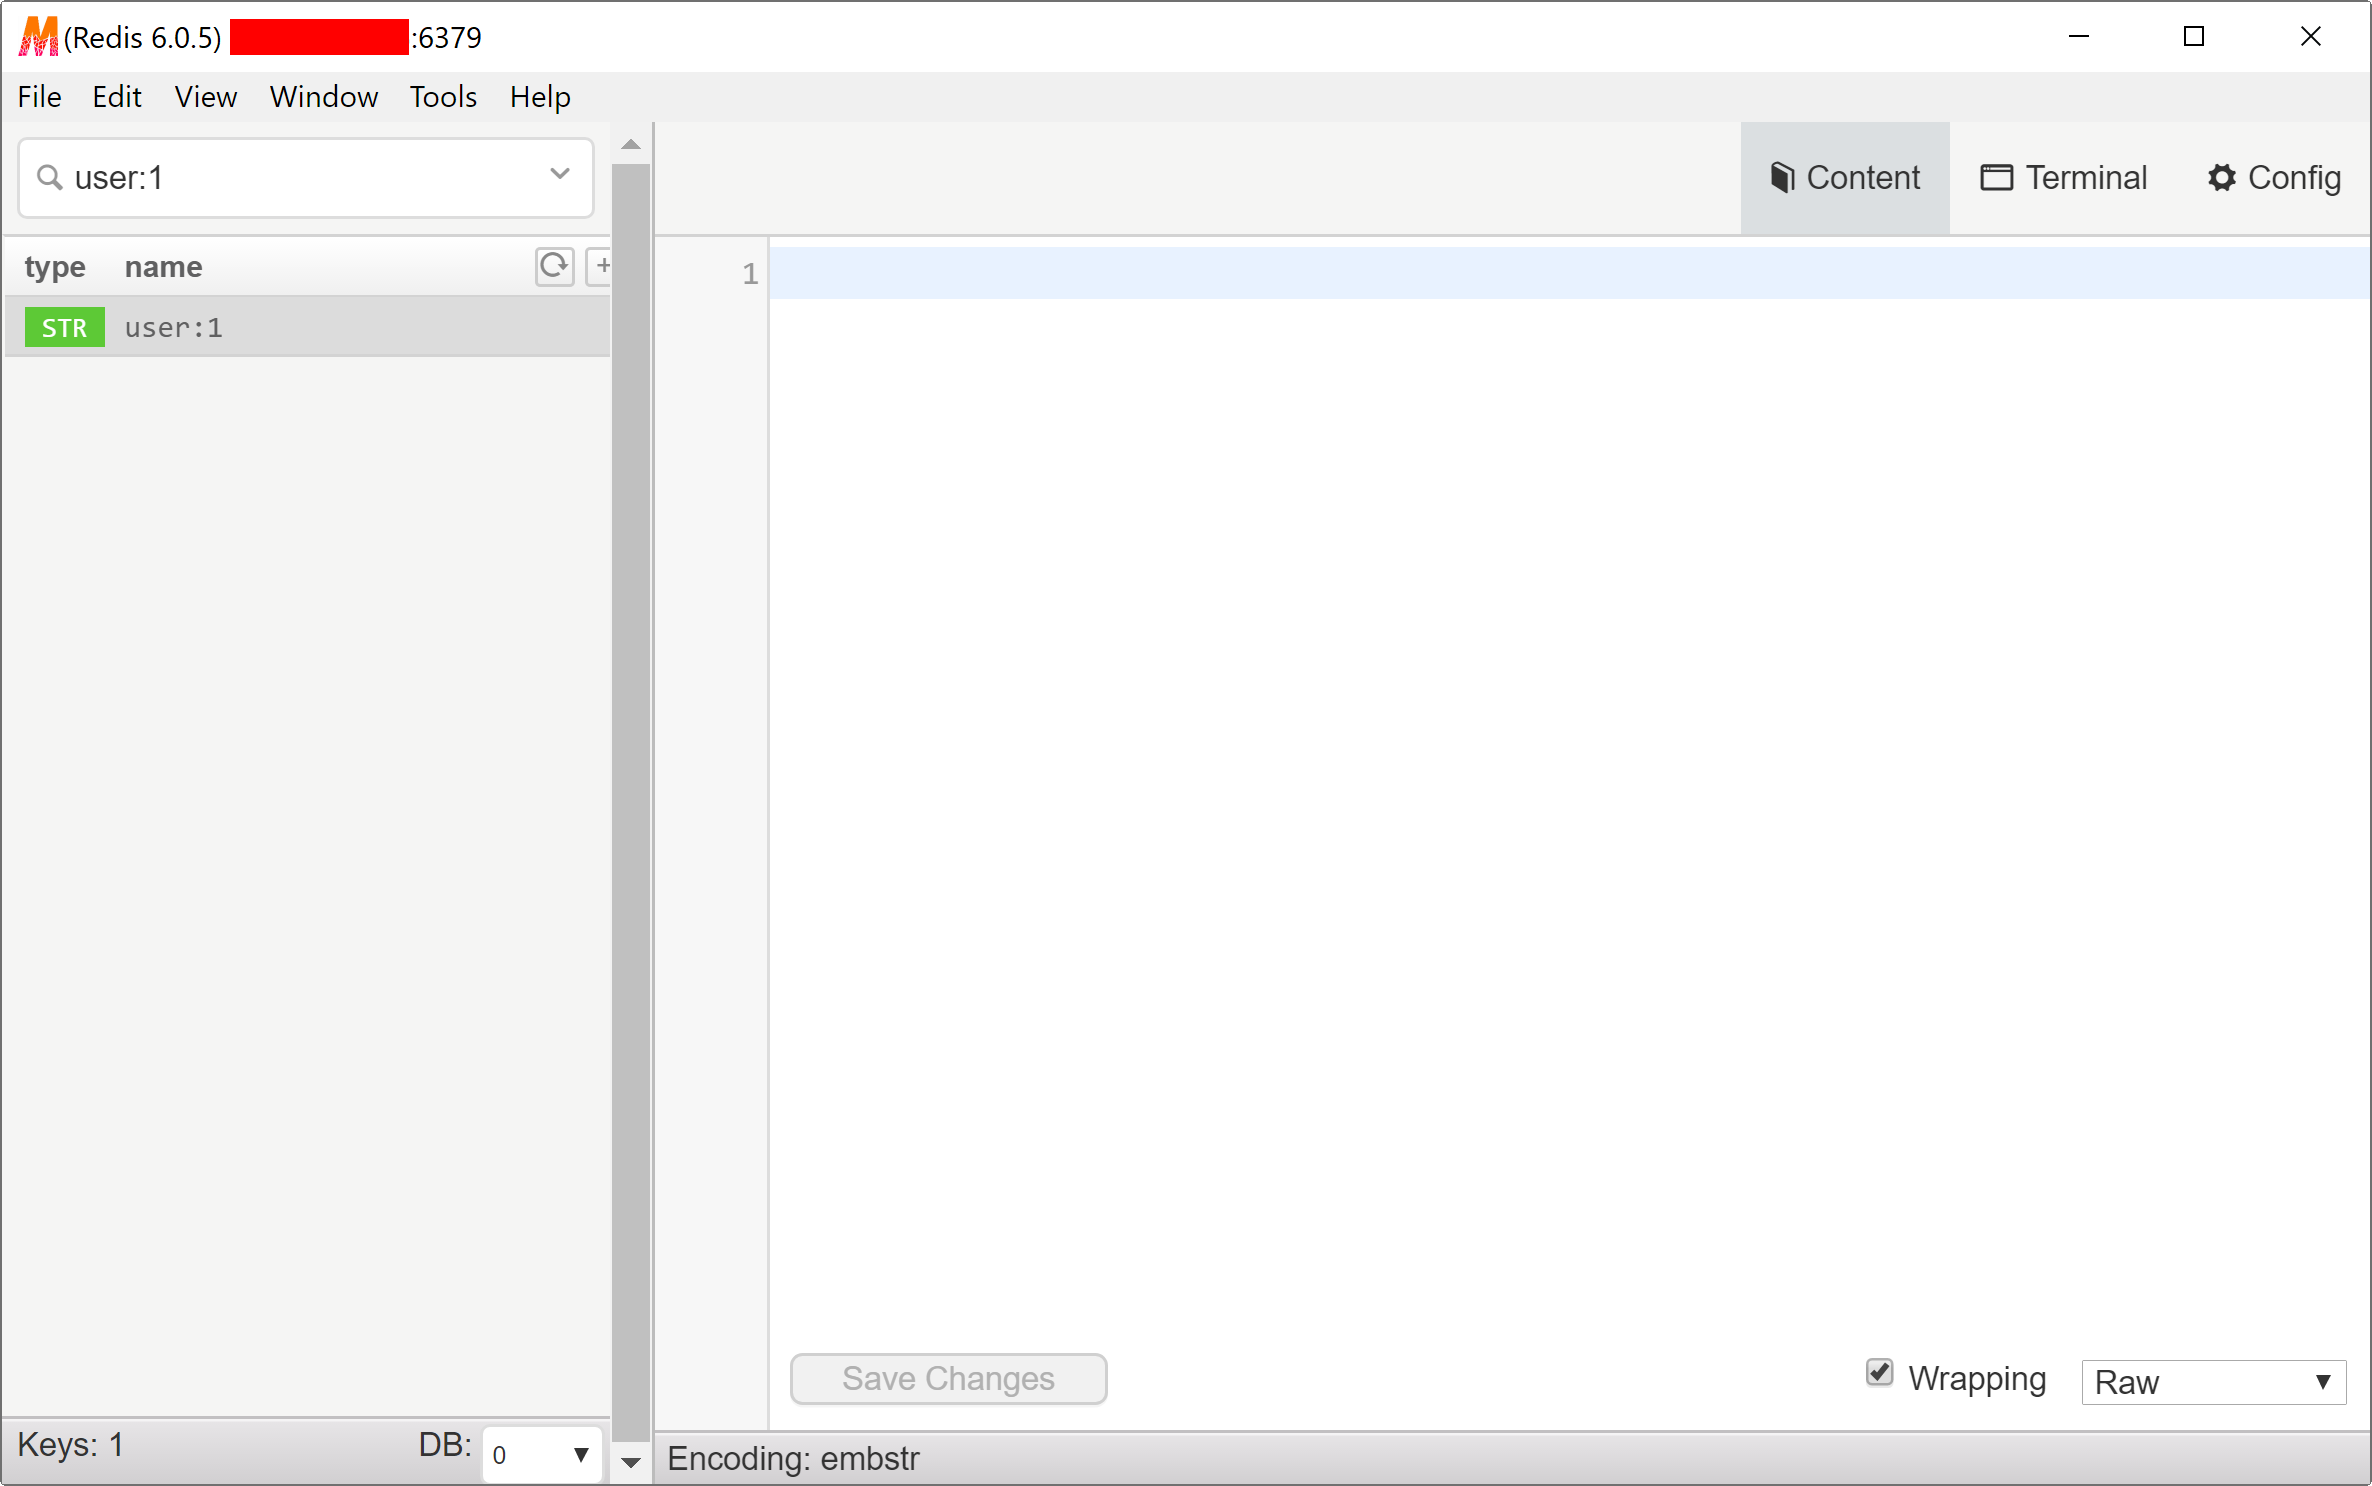 (Redis 6.0.5) :6379
File Edit View Window Tools Help
user:1
Content Terminal Config
type name
STR user:1
1
Save Changes
Wrapping Raw
Keys: 1 DB: 0
Encoding: embstr